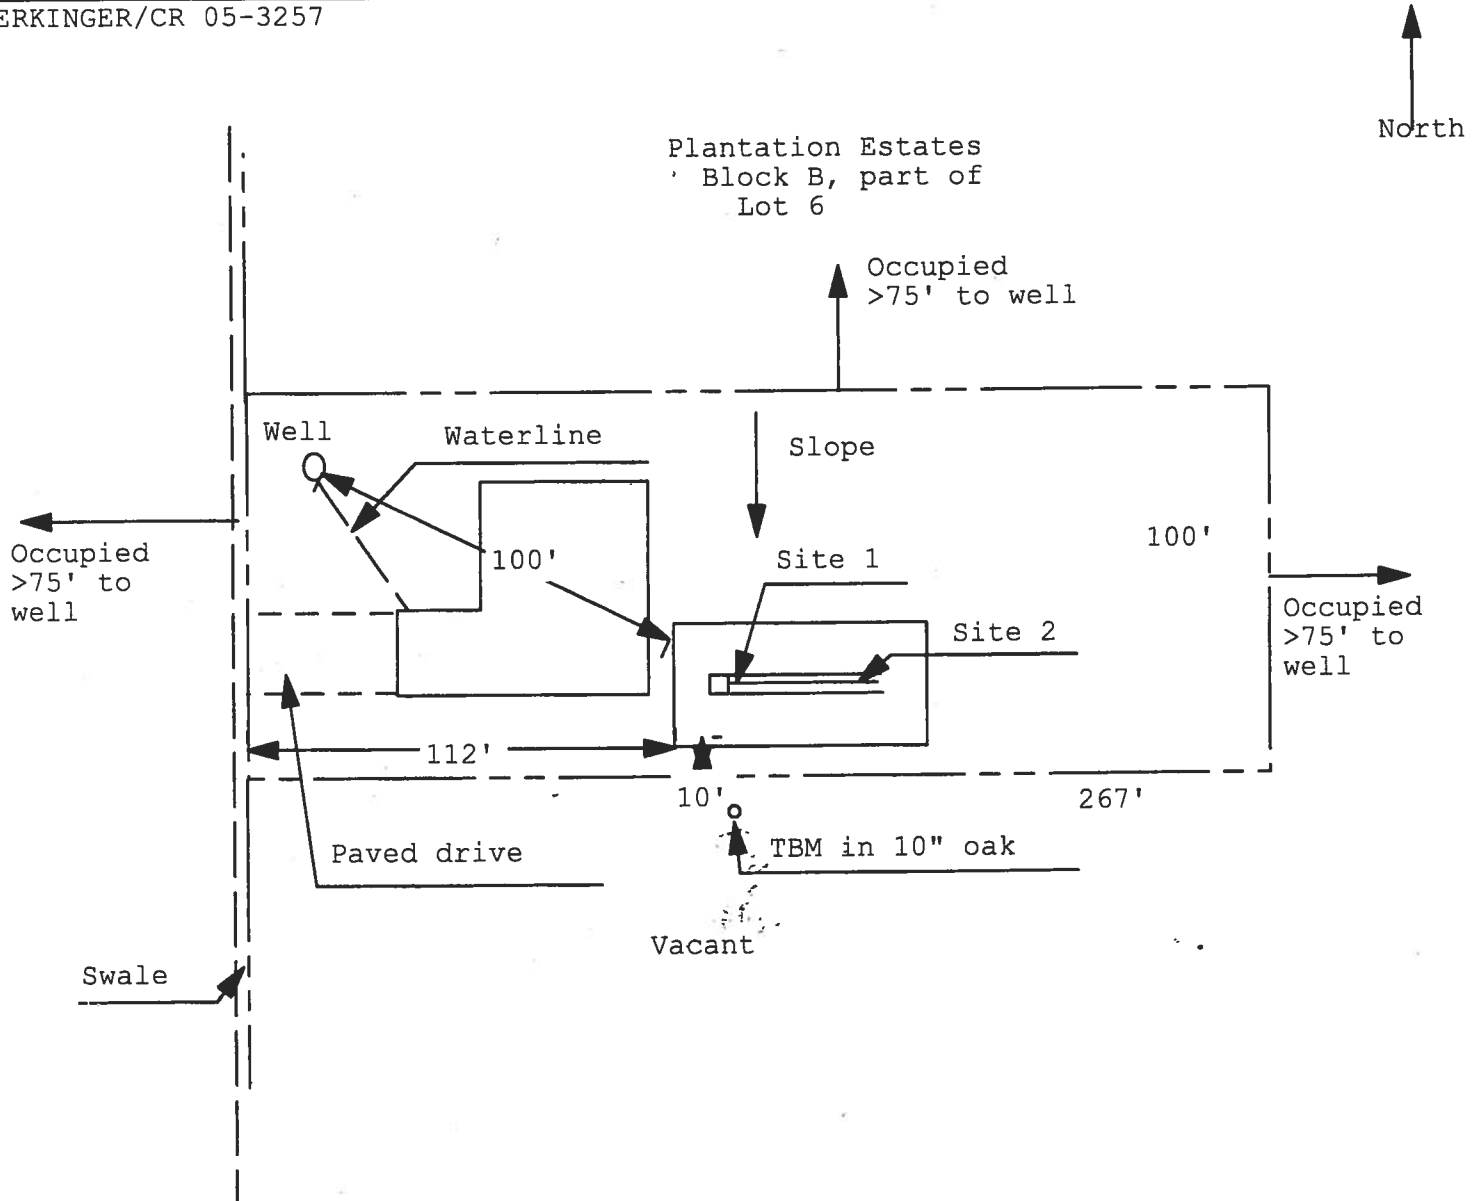 ERKINGER/CR 05-3257
North
Plantation Estates
Block B, part of
Lot 6
Occupied
>75' to well
Well
Waterline
Slope
100'
100'
Occupied
>75' to
well
Site 1
Occupied
>75' to
well
Site 2
112'
10'
267'
Paved drive
TBM in 10" oak
Vacant
Swale